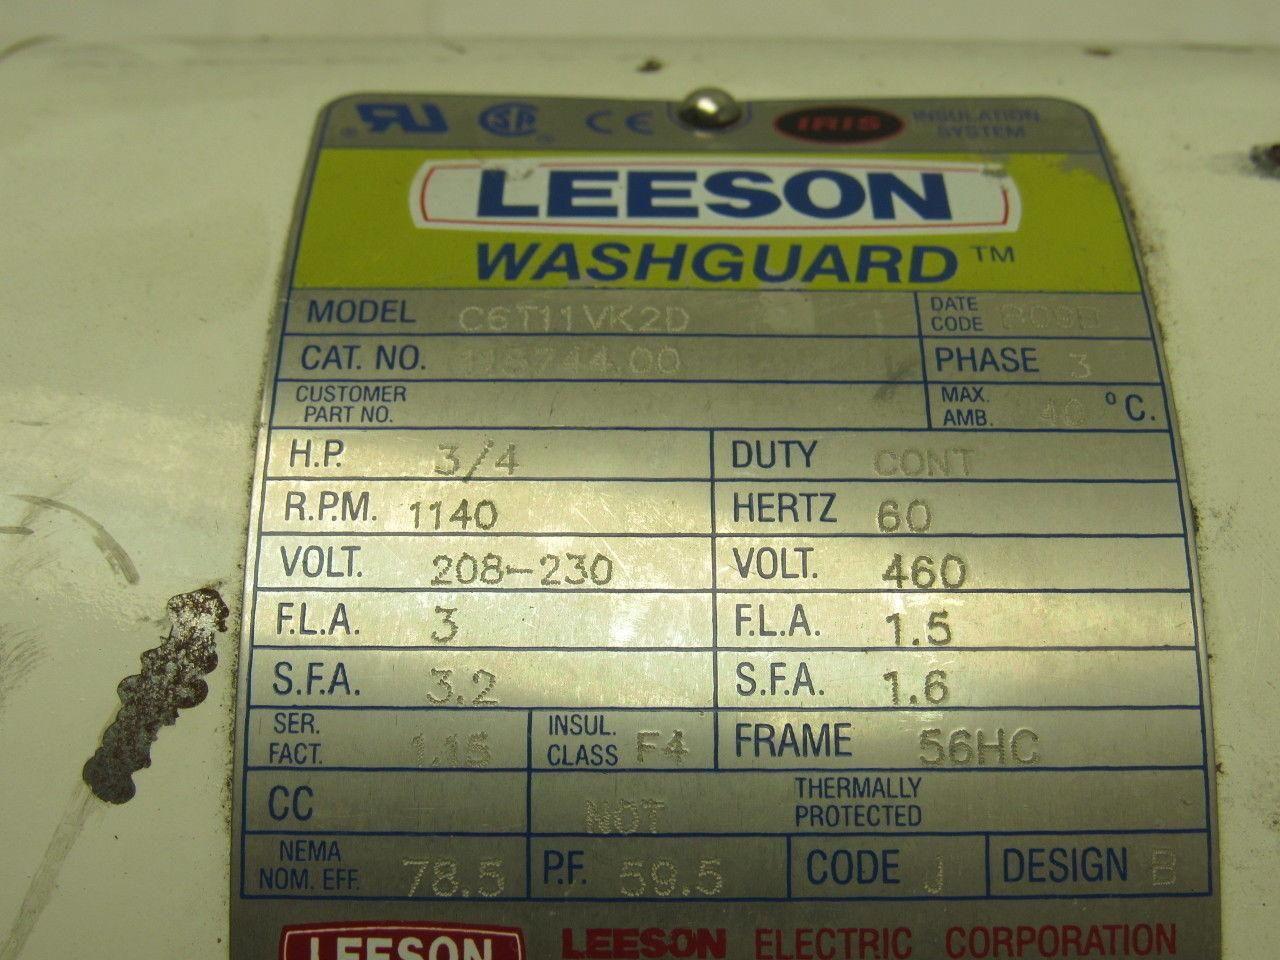 ® RU SP ® CE IRIS INSULATION SYSTEM
LEESON
WASHGUARD™
MODEL C6T11VK2D DATE CODE
CAT. NO. PHASE 3
CUSTOMER PART NO. MAX. AMB. 40 °C.
H.P. 3/4 DUTY CONT
R.P.M. 1140 HERTZ 60
VOLT. 208-230 VOLT. 460
F.L.A. 3 F.L.A. 1.5
S.F.A. 3.2 S.F.A. 1.6
SER. FACT. 1.15 INSUL. CLASS F4 FRAME 56HC
CC NOT THERMALLY PROTECTED
NEMA NOM. EFF. 78.5 P.F. 59.5 CODE J DESIGN B
LEESON LEESON ELECTRIC CORPORATION